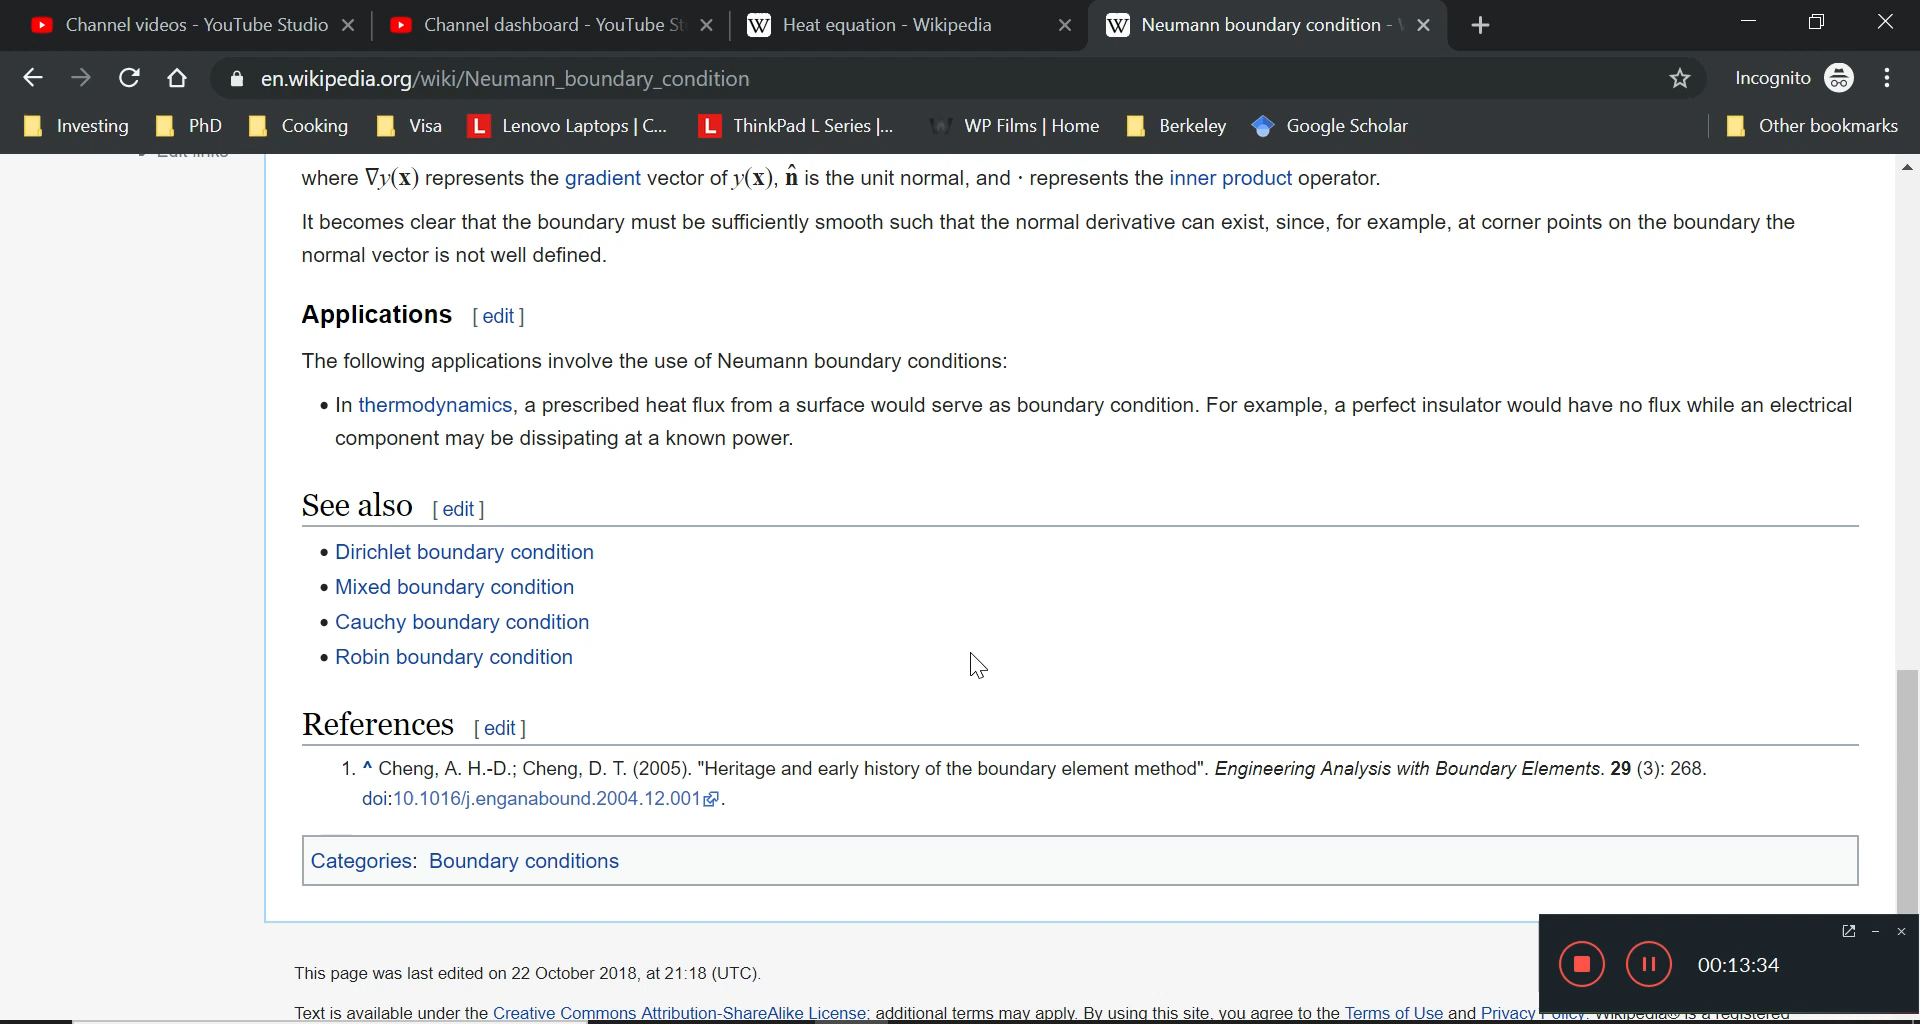 Channel videos - YouTube Studio
Channel dashboard - YouTube St
Heat equation - Wikipedia
Neumann boundary condition -
en.wikipedia.org/wiki/Neumann_boundary_condition
Incognito
Investing PhD Cooking Visa Lenovo Laptops | C... ThinkPad L Series |... WP Films | Home Berkeley Google Scholar Other bookmarks
Edit links
where ∇y(x) represents the gradient vector of y(x), n̂ is the unit normal, and · represents the inner product operator.
It becomes clear that the boundary must be sufficiently smooth such that the normal derivative can exist, since, for example, at corner points on the boundary the
normal vector is not well defined.
Applications [ edit ]
The following applications involve the use of Neumann boundary conditions:
• In thermodynamics, a prescribed heat flux from a surface would serve as boundary condition. For example, a perfect insulator would have no flux while an electrical
component may be dissipating at a known power.
See also [ edit ]
• Dirichlet boundary condition
• Mixed boundary condition
• Cauchy boundary condition
• Robin boundary condition
References [ edit ]
1. ^ Cheng, A. H.-D.; Cheng, D. T. (2005). "Heritage and early history of the boundary element method". Engineering Analysis with Boundary Elements. 29 (3): 268.
doi:10.1016/j.enganabound.2004.12.001.
Categories: Boundary conditions
00:13:34
This page was last edited on 22 October 2018, at 21:18 (UTC).
Text is available under the Creative Commons Attribution-ShareAlike License; additional terms may apply. By using this site, you agree to the Terms of Use and Privacy Policy. Wikipedia® is a registered